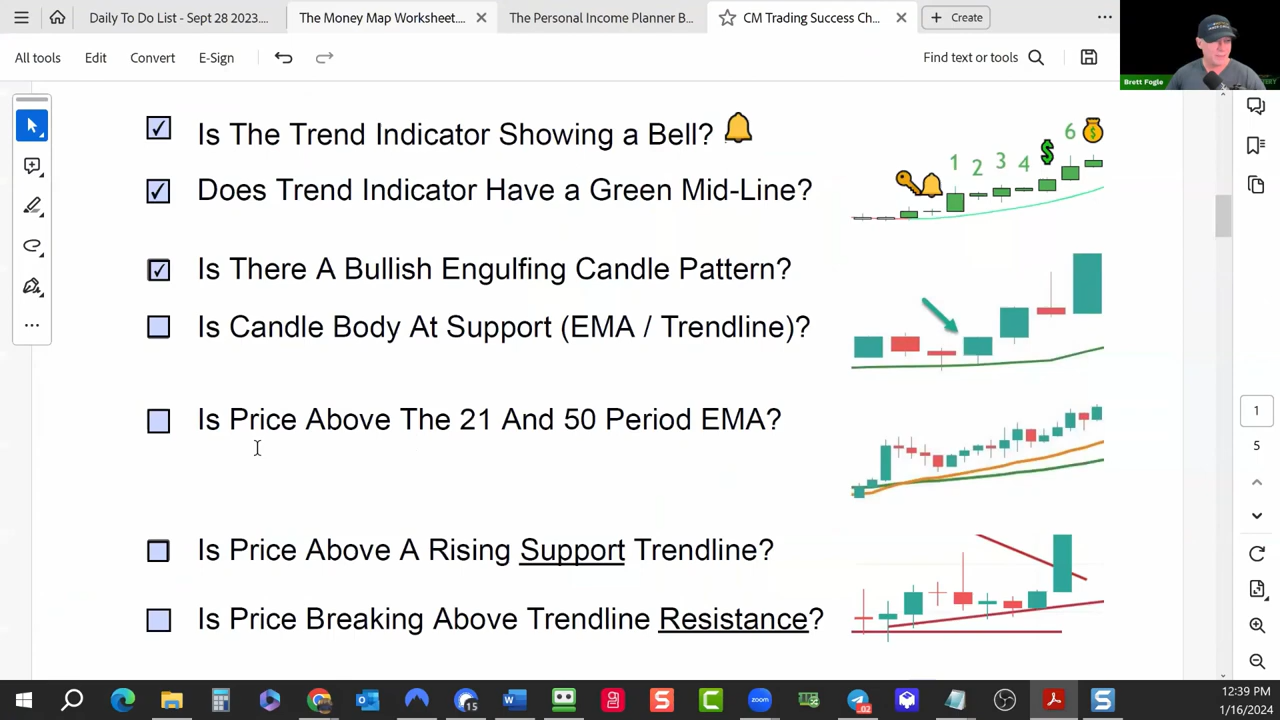 Daily To Do List - Sept 28 2023....
The Money Map Worksheet....
The Personal Income Planner B...
CM Trading Success Ch...
Create
All tools
Edit
Convert
E-Sign
Find text or tools
Brett Fogle
Is The Trend Indicator Showing a Bell?
Does Trend Indicator Have a Green Mid-Line?
1 2 3 4 $ 6 $
Is There A Bullish Engulfing Candle Pattern?
Is Candle Body At Support (EMA / Trendline)?
Is Price Above The 21 And 50 Period EMA?
Is Price Above A Rising Support Trendline?
Is Price Breaking Above Trendline Resistance?
1
5
15
zoom
02
12:39 PM
1/16/2024